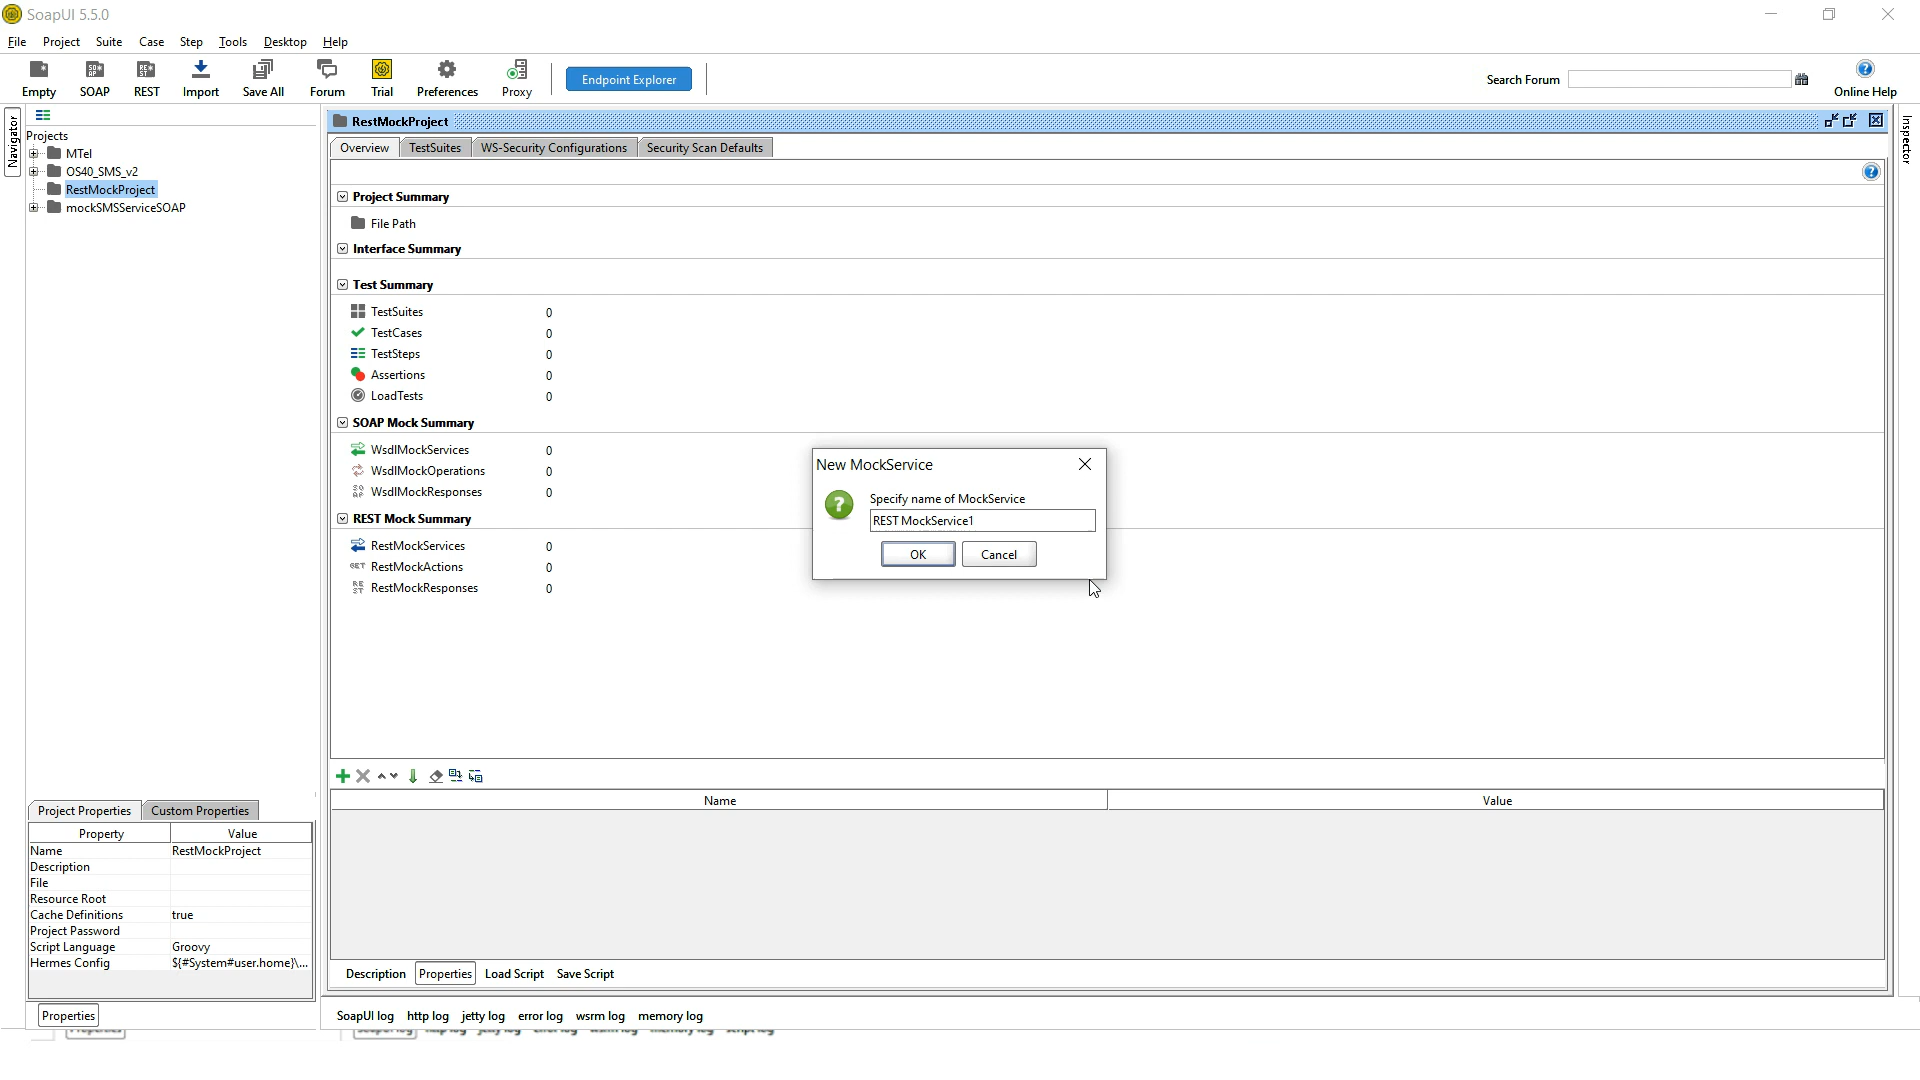 SoapUI 5.5.0
File Project Suite Case Step Tools Desktop Help
Empty SOAP REST Import Save All Forum Trial Preferences Proxy Endpoint Explorer Search Forum Online Help
Navigator
Inspector
Projects
MTel
OS40_SMS_v2
RestMockProject
mockSMSServiceSOAP
RestMockProject
Overview TestSuites WS-Security Configurations Security Scan Defaults
Project Summary
File Path
Interface Summary
Test Summary
TestSuites 0
TestCases 0
TestSteps 0
Assertions 0
LoadTests 0
SOAP Mock Summary
WsdlMockServices 0
WsdlMockOperations 0
WsdlMockResponses 0
REST Mock Summary
RestMockServices 0
RestMockActions 0
RestMockResponses 0
New MockService
Specify name of MockService
REST MockService1
OK Cancel
Name Value
Project Properties Custom Properties
Property Value
Name RestMockProject
Description
File
Resource Root
Cache Definitions true
Project Password
Script Language Groovy
Hermes Config ${#System#user.home}\...
Description Properties Load Script Save Script
Properties
SoapUI log http log jetty log error log wsrm log memory log